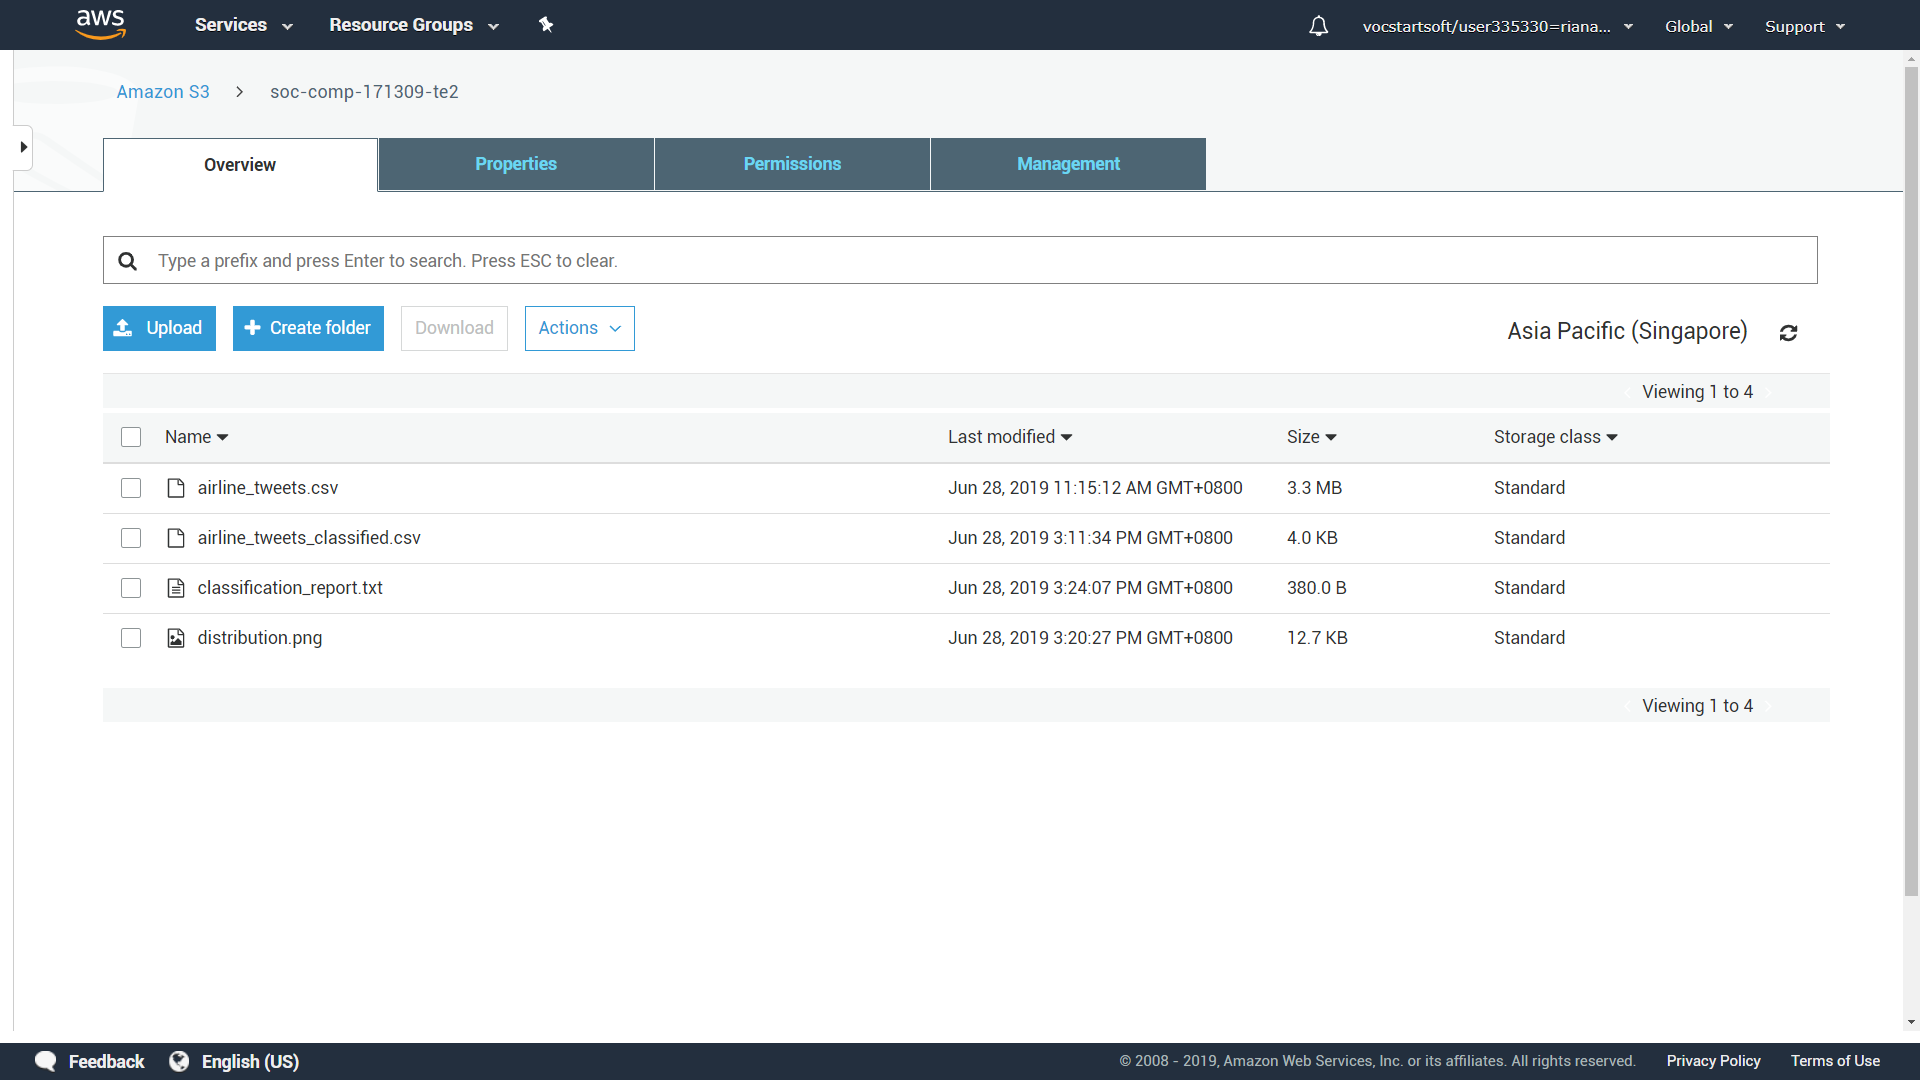 aws Services Resource Groups vocstartsoft/user335330=riana... Global Support
Amazon S3 > soc-comp-171309-te2
Overview Properties Permissions Management
Type a prefix and press Enter to search. Press ESC to clear.
Upload Create folder Download Actions Asia Pacific (Singapore)
Viewing 1 to 4
Name Last modified Size Storage class
airline_tweets.csv Jun 28, 2019 11:15:12 AM GMT+0800 3.3 MB Standard
airline_tweets_classified.csv Jun 28, 2019 3:11:34 PM GMT+0800 4.0 KB Standard
classification_report.txt Jun 28, 2019 3:24:07 PM GMT+0800 380.0 B Standard
distribution.png Jun 28, 2019 3:20:27 PM GMT+0800 12.7 KB Standard
Viewing 1 to 4
Feedback English (US) © 2008 - 2019, Amazon Web Services, Inc. or its affiliates. All rights reserved. Privacy Policy Terms of Use